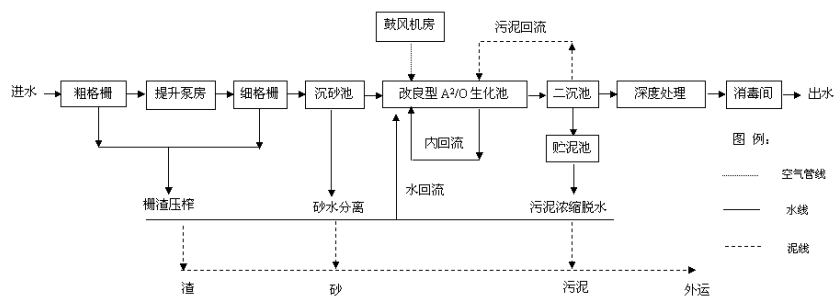 鼓风机房
污泥回流
进水
粗格栅
提升泵房
细格栅
沉砂池
改良型 A²/O 生化池
二沉池
深度处理
消毒间
出水
内回流
贮泥池
图 例：
空气管线
水回流
栅渣压榨
砂水分离
污泥浓缩脱水
水线
泥线
渣
砂
污泥
外运